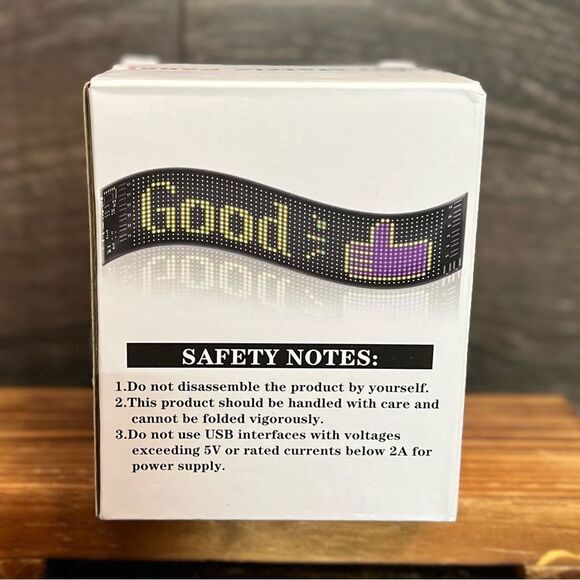 Good
SAFETY NOTES:
1.Do not disassemble the product by yourself.
2.This product should be handled with care and
cannot be folded vigorously.
3.Do not use USB interfaces with voltages
exceeding 5V or rated currents below 2A for
power supply.